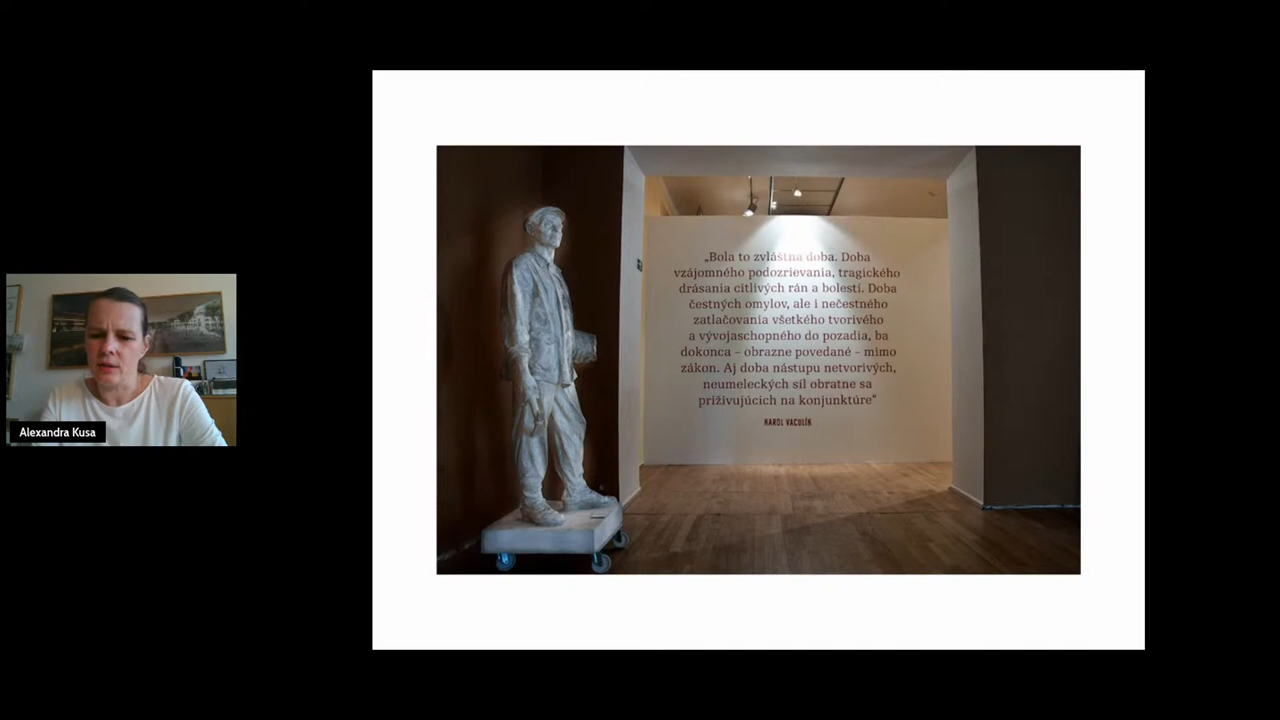 „Bola to zvláštna doba. Doba
vzájomného podozrievania, tragického
drásania citlivých rán a bolestí. Doba
čestných omylov, ale i nečestného
zatlačovania všetkého tvorivého
a vývojaschopného do pozadia, ba
dokonca – obrazne povedané – mimo
zákon. Aj doba nástupu netvorivých,
neumeleckých síl obratne sa
priživujúcich na konjunktúre“
KAROL VACULÍN
Alexandra Kusa